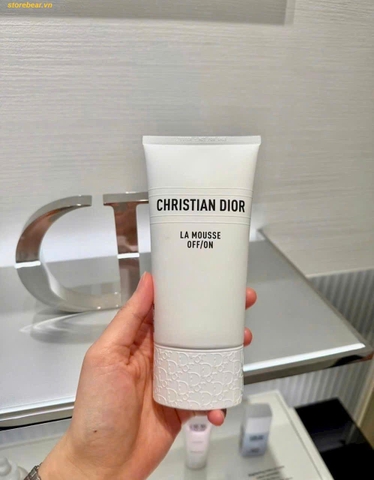 storebear.vn
CHRISTIAN DIOR
LA MOUSSE
OFF/ON